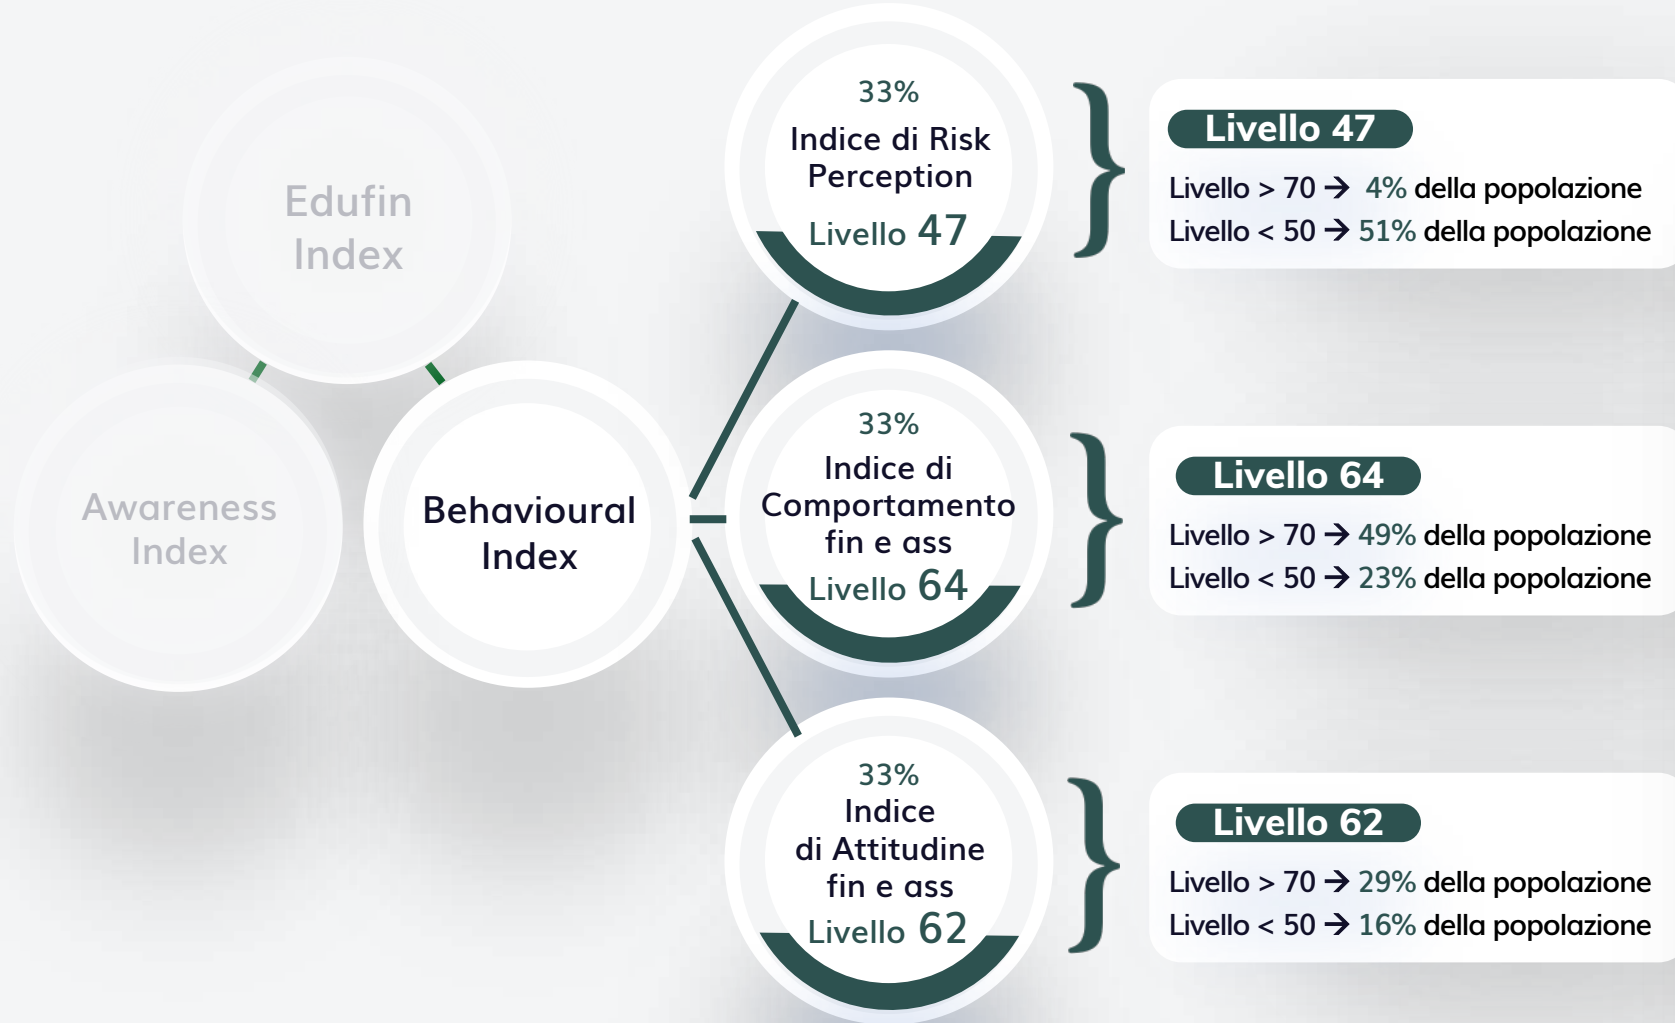 Edufin
Index
Awareness
Index
Behavioural
Index
33%
Indice di Risk
Perception
Livello 47
Livello 47
Livello > 70 → 4% della popolazione
Livello < 50 → 51% della popolazione
33%
Indice di
Comportamento
fin e ass
Livello 64
Livello 64
Livello > 70 → 49% della popolazione
Livello < 50 → 23% della popolazione
33%
Indice
di Attitudine
fin e ass
Livello 62
Livello 62
Livello > 70 → 29% della popolazione
Livello < 50 → 16% della popolazione